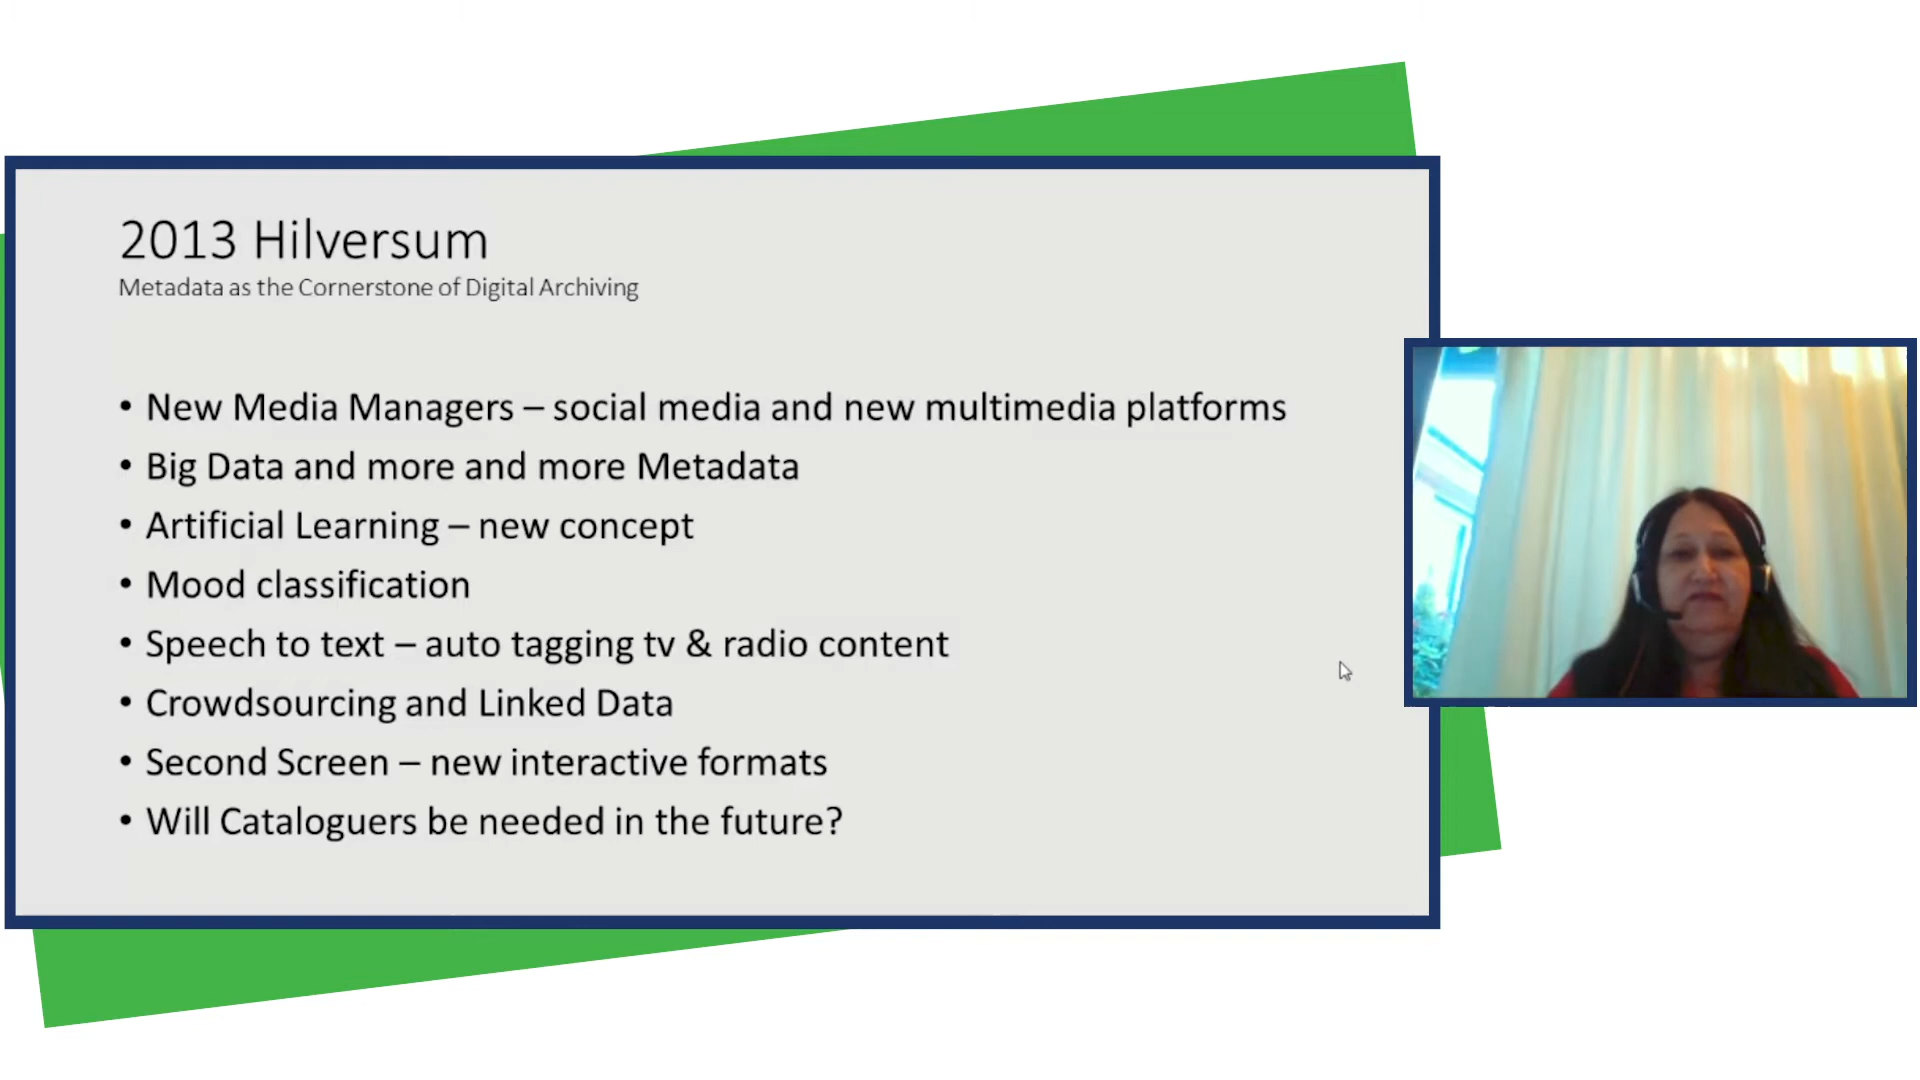 2013 Hilversum
Metadata as the Cornerstone of Digital Archiving
• New Media Managers – social media and new multimedia platforms
• Big Data and more and more Metadata
• Artificial Learning – new concept
• Mood classification
• Speech to text – auto tagging tv & radio content
• Crowdsourcing and Linked Data
• Second Screen – new interactive formats
• Will Cataloguers be needed in the future?